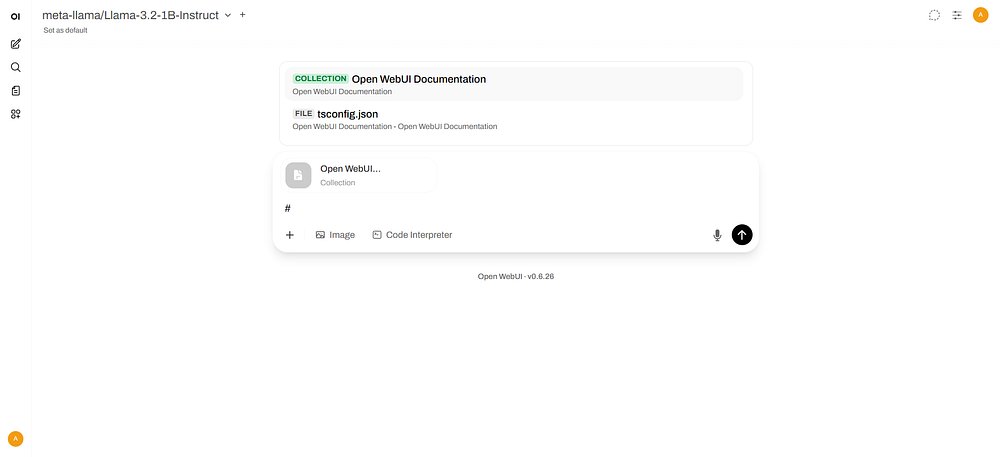 OI
meta-llama/Llama-3.2-1B-Instruct
Set as default
A
COLLECTION Open WebUI Documentation
Open WebUI Documentation
FILE tsconfig.json
Open WebUI Documentation - Open WebUI Documentation
Open WebUI...
Collection
#
+ Image Code Interpreter
Open WebUI · v0.6.26
A